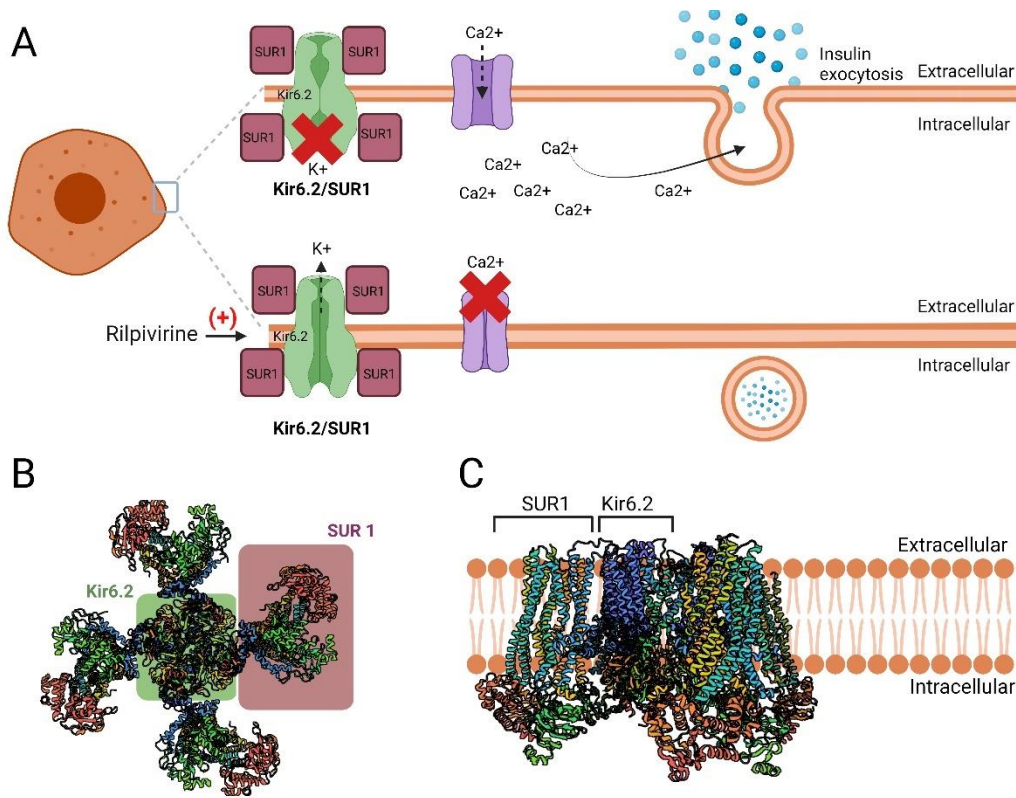 A
SUR1
SUR1
Kir6.2
SUR1
SUR1
K+
Kir6.2/SUR1
Ca2+
Ca2+
Ca2+
Ca2+
Ca2+
Ca2+
Ca2+
Insulin
exocytosis
Extracellular
Intracellular
K+
SUR1
SUR1
Rilpivirine
(+)
Kir6.2
SUR1
SUR1
Kir6.2/SUR1
Ca2+
Extracellular
Intracellular
B
SUR 1
Kir6.2
C
SUR1
Kir6.2
Extracellular
Intracellular